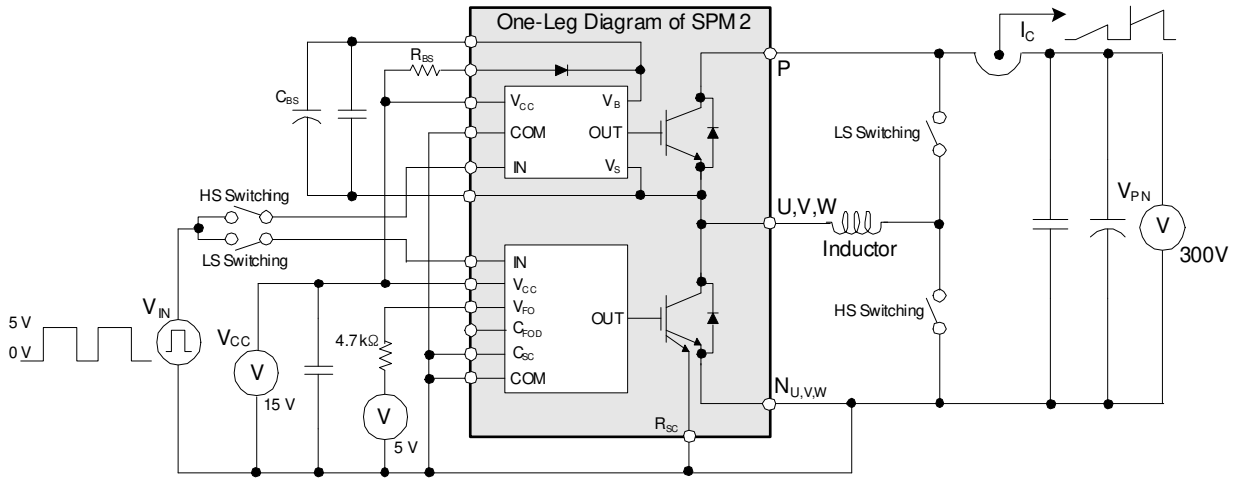 One-Leg Diagram of SPM 2
I_C
R_BS
P
C_BS
V_CC
V_B
COM
OUT
LS Switching
IN
V_S
HS Switching
V_PN
U,V,W
V
LS Switching
Inductor
300V
IN
V_CC
V_IN
V_FO
HS Switching
5 V
V_CC
4.7kΩ
C_FOD
OUT
0 V
C_SC
V
COM
N_U,V,W
15 V
V
R_SC
5 V